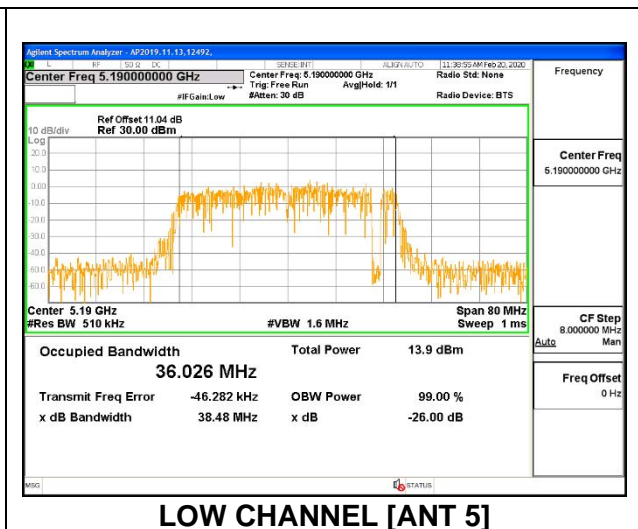 Agilent Spectrum Analyzer - AP2019.11.13,12492,
L RF 50 Ω DC SENSE:INT ALIGN AUTO 11:38:55 AM Feb 20, 2020
Center Freq 5.190000000 GHz Center Freq: 5.190000000 GHz Radio Std: None Frequency
Trig: Free Run Avg|Hold: 1/1
#IFGain:Low #Atten: 30 dB Radio Device: BTS
Ref Offset 11.04 dB
10 dB/div Ref 30.00 dBm
Log
20.0
10.0
0.00
-10.0
-20.0
-30.0
-40.0
-50.0
-60.0
Center Freq
5.190000000 GHz
Center 5.19 GHz Span 80 MHz
#Res BW 510 kHz #VBW 1.6 MHz Sweep 1 ms
CF Step
8.000000 MHz
Auto Man
Occupied Bandwidth Total Power 13.9 dBm
36.026 MHz
Freq Offset
0 Hz
Transmit Freq Error -46.282 kHz OBW Power 99.00 %
x dB Bandwidth 38.48 MHz x dB -26.00 dB
MSG STATUS
LOW CHANNEL [ANT 5]